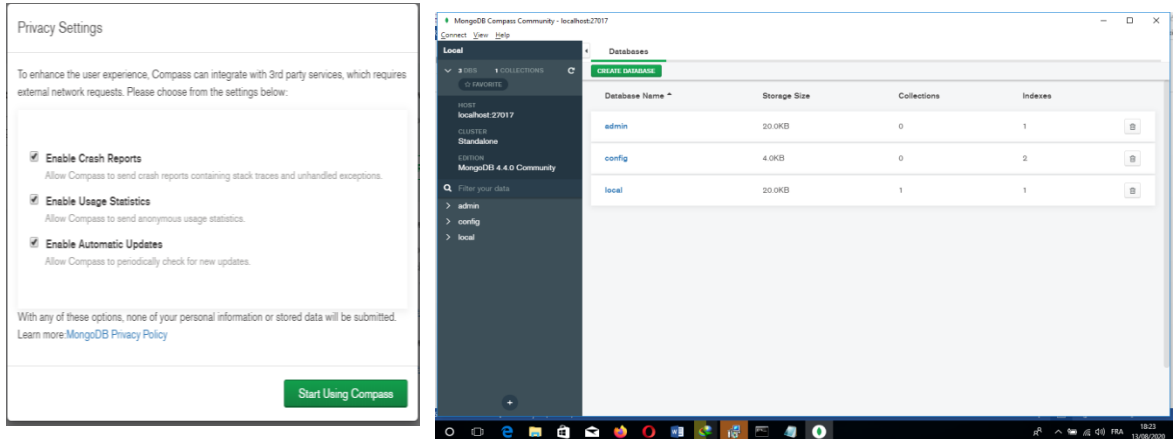 Privacy Settings
To enhance the user experience, Compass can integrate with 3rd party services, which requires
external network requests. Please choose from the settings below:
Enable Crash Reports
Allow Compass to send crash reports containing stack traces and unhandled exceptions.
Enable Usage Statistics
Allow Compass to send anonymous usage statistics.
Enable Automatic Updates
Allow Compass to periodically check for new updates.
With any of these options, none of your personal information or stored data will be submitted.
Learn more:MongoDB Privacy Policy
Start Using Compass
MongoDB Compass Community - localhost:27017
Connect View Help
Local
3 DBS 1 COLLECTIONS
FAVORITE
HOST
localhost:27017
CLUSTER
Standalone
EDITION
MongoDB 4.4.0 Community
Filter your data
admin
config
local
Databases
CREATE DATABASE
Database Name Storage Size Collections Indexes
admin 20.0KB 0 1
config 4.0KB 0 2
local 20.0KB 1 1
FRA
18:23
13/08/2020